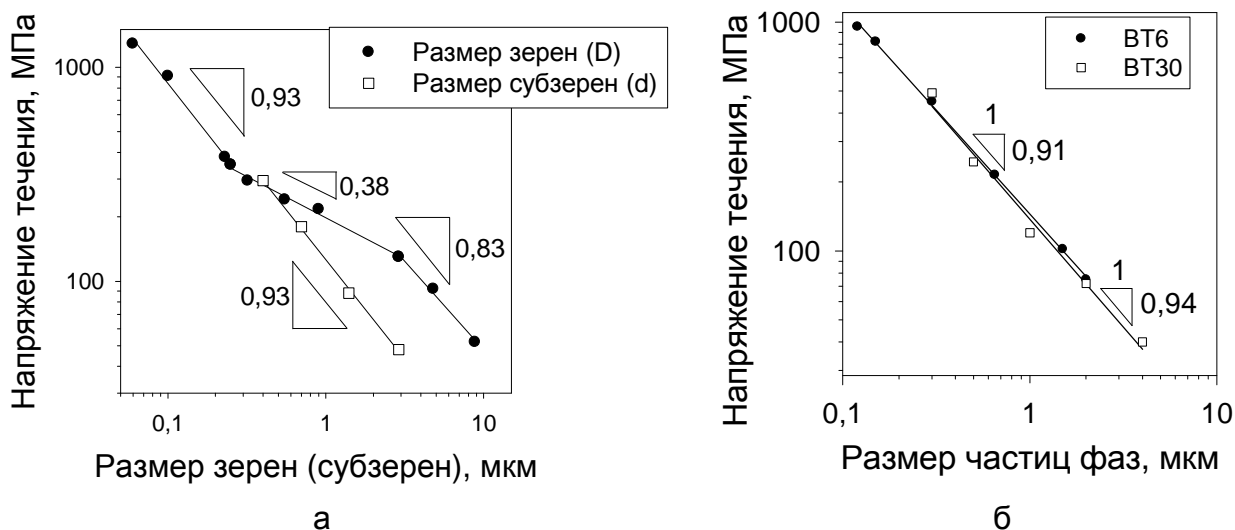 Напряжение течения, МПа
1000
100
0,1
1
10
Размер зерен (D)
Размер субзерен (d)
0,93
0,38
0,83
0,93
Размер зерен (субзерен), мкм
а
Напряжение течения, МПа
1000
100
0,1
1
10
ВТ6
ВТ30
1
0,91
1
0,94
Размер частиц фаз, мкм
б